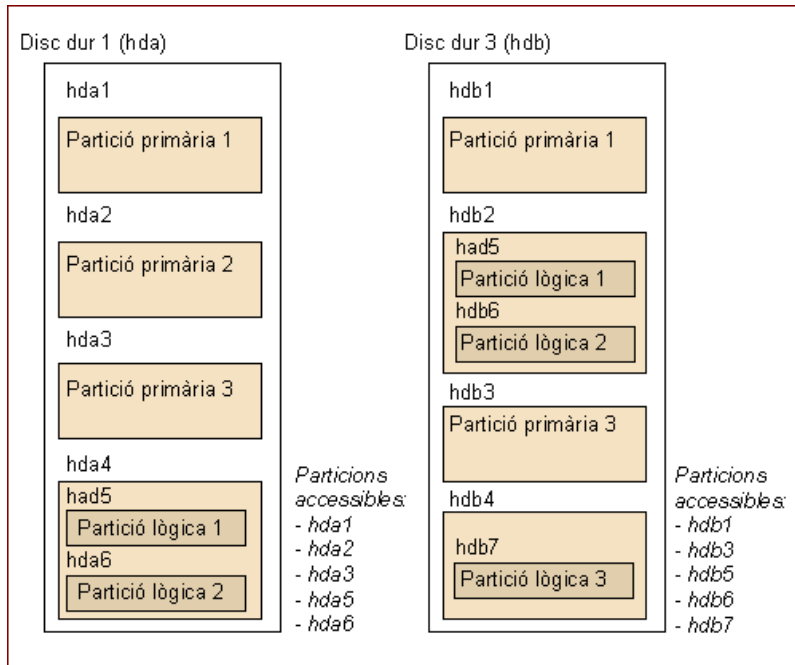 Disc dur 1 (hda)
hda1
Partició primària 1
hda2
Partició primària 2
hda3
Partició primària 3
hda4
had5
Partició lògica 1
hda6
Partició lògica 2
Particions
accessibles:
- hda1
- hda2
- hda3
- hda5
- hda6
Disc dur 3 (hdb)
hdb1
Partició primària 1
hdb2
had5
Partició lògica 1
hdb6
Partició lògica 2
hdb3
Partició primària 3
hdb4
hdb7
Partició lògica 3
Particions
accessibles:
- hdb1
- hdb3
- hdb5
- hdb6
- hdb7